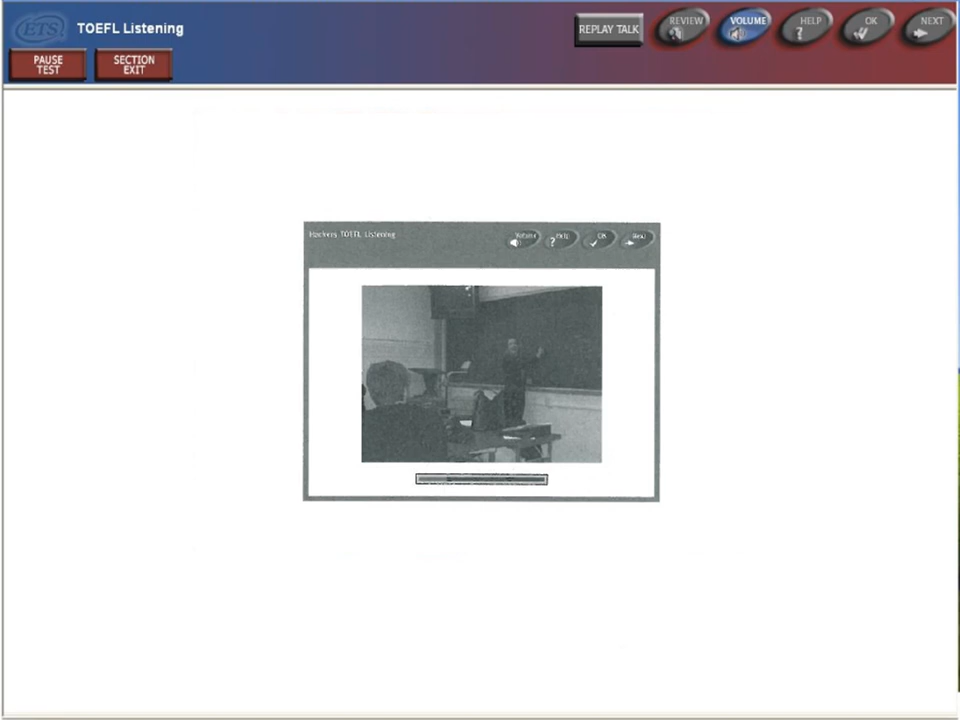 ETS
TOEFL Listening
REPLAY TALK
REVIEW
VOLUME
HELP
OK
NEXT
PAUSE
TEST
SECTION
EXIT
Hackers TOEFL Listening
Volume
Help
OK
Next